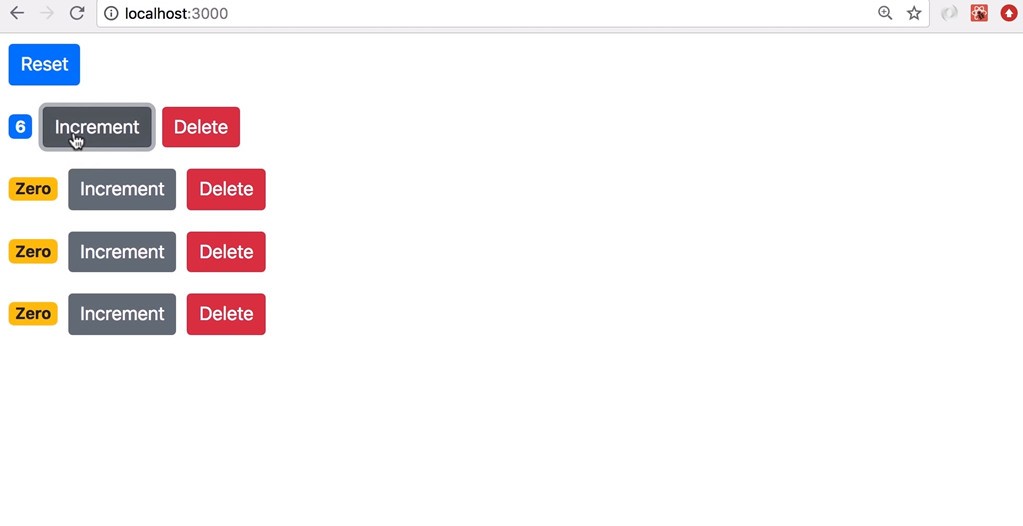 localhost:3000
Reset
6 Increment Delete
Zero Increment Delete
Zero Increment Delete
Zero Increment Delete